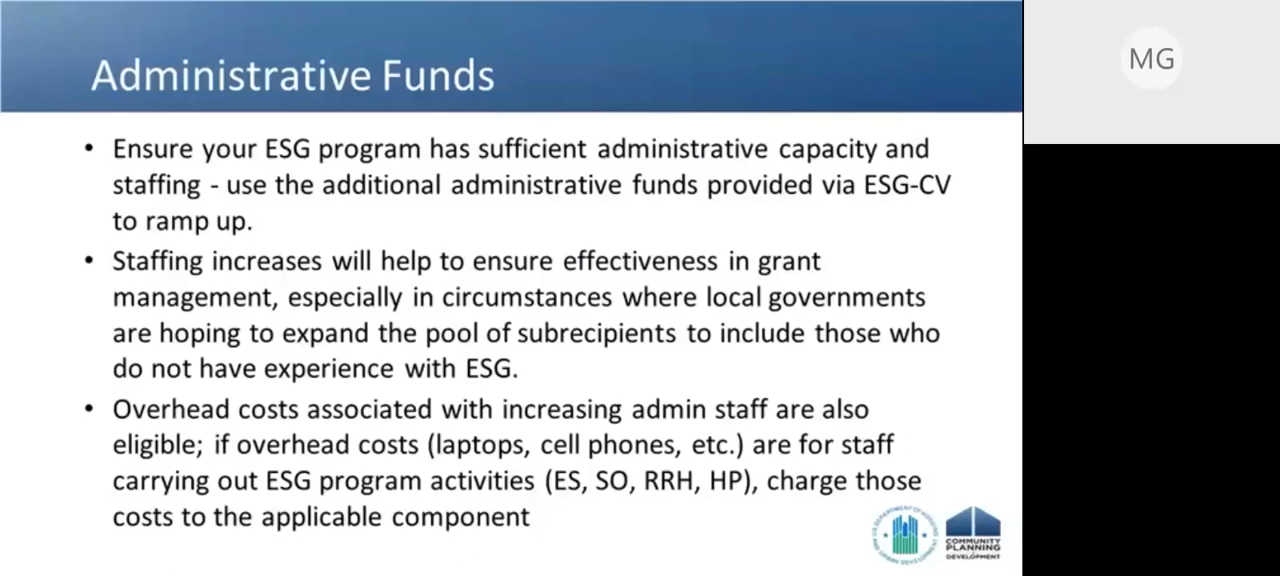 Administrative Funds
MG
• Ensure your ESG program has sufficient administrative capacity and
staffing - use the additional administrative funds provided via ESG-CV
to ramp up.
• Staffing increases will help to ensure effectiveness in grant
management, especially in circumstances where local governments
are hoping to expand the pool of subrecipients to include those who
do not have experience with ESG.
• Overhead costs associated with increasing admin staff are also
eligible; if overhead costs (laptops, cell phones, etc.) are for staff
carrying out ESG program activities (ES, SO, RRH, HP), charge those
costs to the applicable component
COMMUNITY
PLANNING
DEVELOPMENT